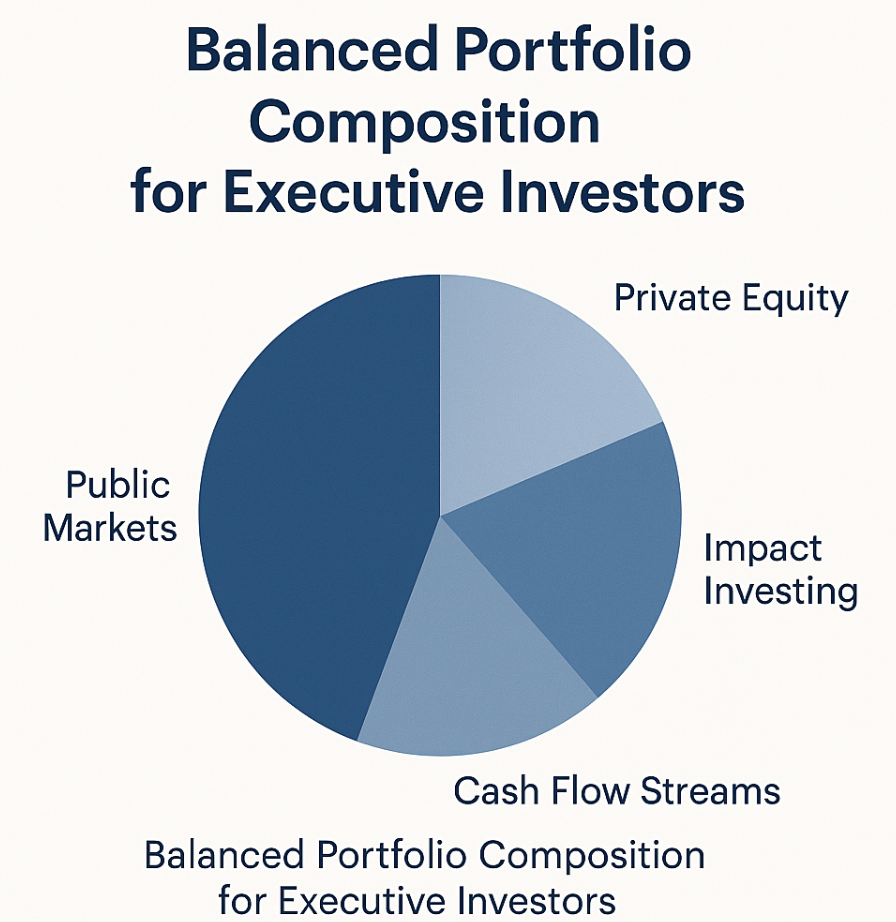 Balanced Portfolio
Composition
for Executive Investors
Private Equity
Public
Markets
Impact
Investing
Cash Flow Streams
Balanced Portfolio Composition
for Executive Investors